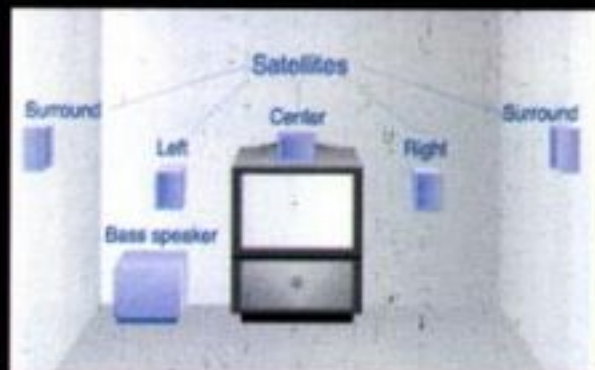 Satellites
Surround
Center
Surround
Left
Right
Bass speaker